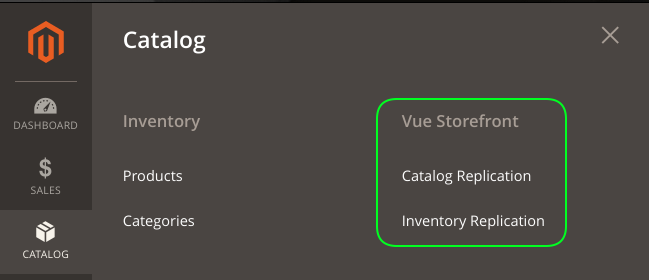 Catalog
Inventory
Products
Categories
Vue Storefront
Catalog Replication
Inventory Replication
DASHBOARD
$
SALES
CATALOG